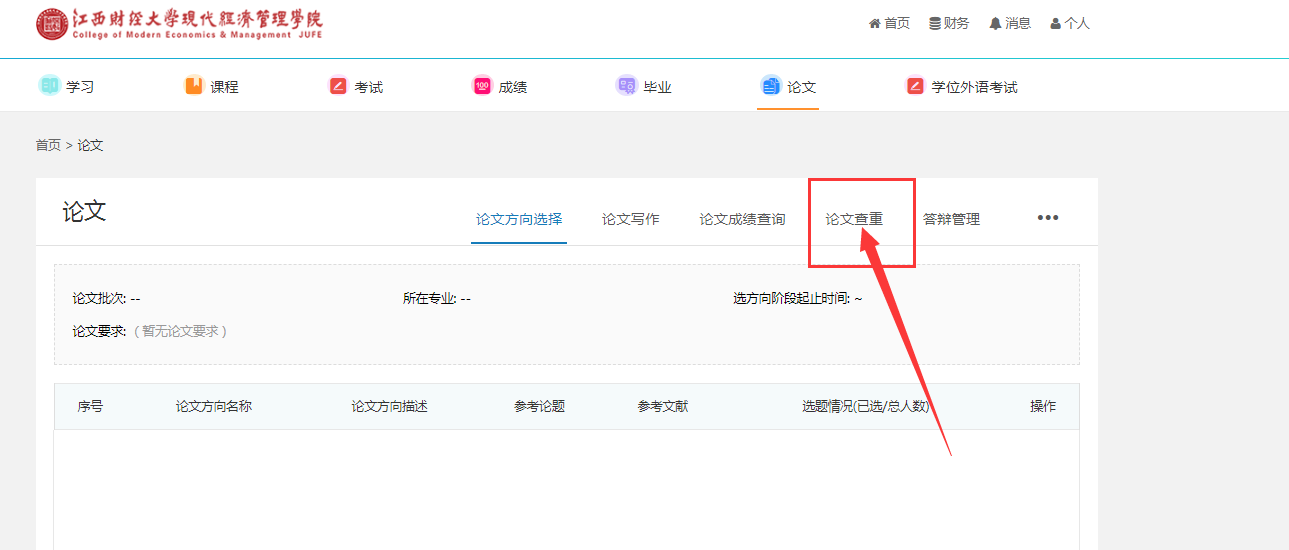 江西财经大学现代經濟管理學院
College of Modern Economics & Management JUFE
首页 财务 消息 个人
学习 课程 考试 100 成绩 毕业 论文 学位外语考试
首页 > 论文
论文
论文方向选择 论文写作 论文成绩查询 论文查重 答辩管理 •••
论文批次: -- 所在专业: -- 选方向阶段起止时间: ~
论文要求: ( 暂无论文要求 )
序号 论文方向名称 论文方向描述 参考论题 参考文献 选题情况(已选/总人数) 操作